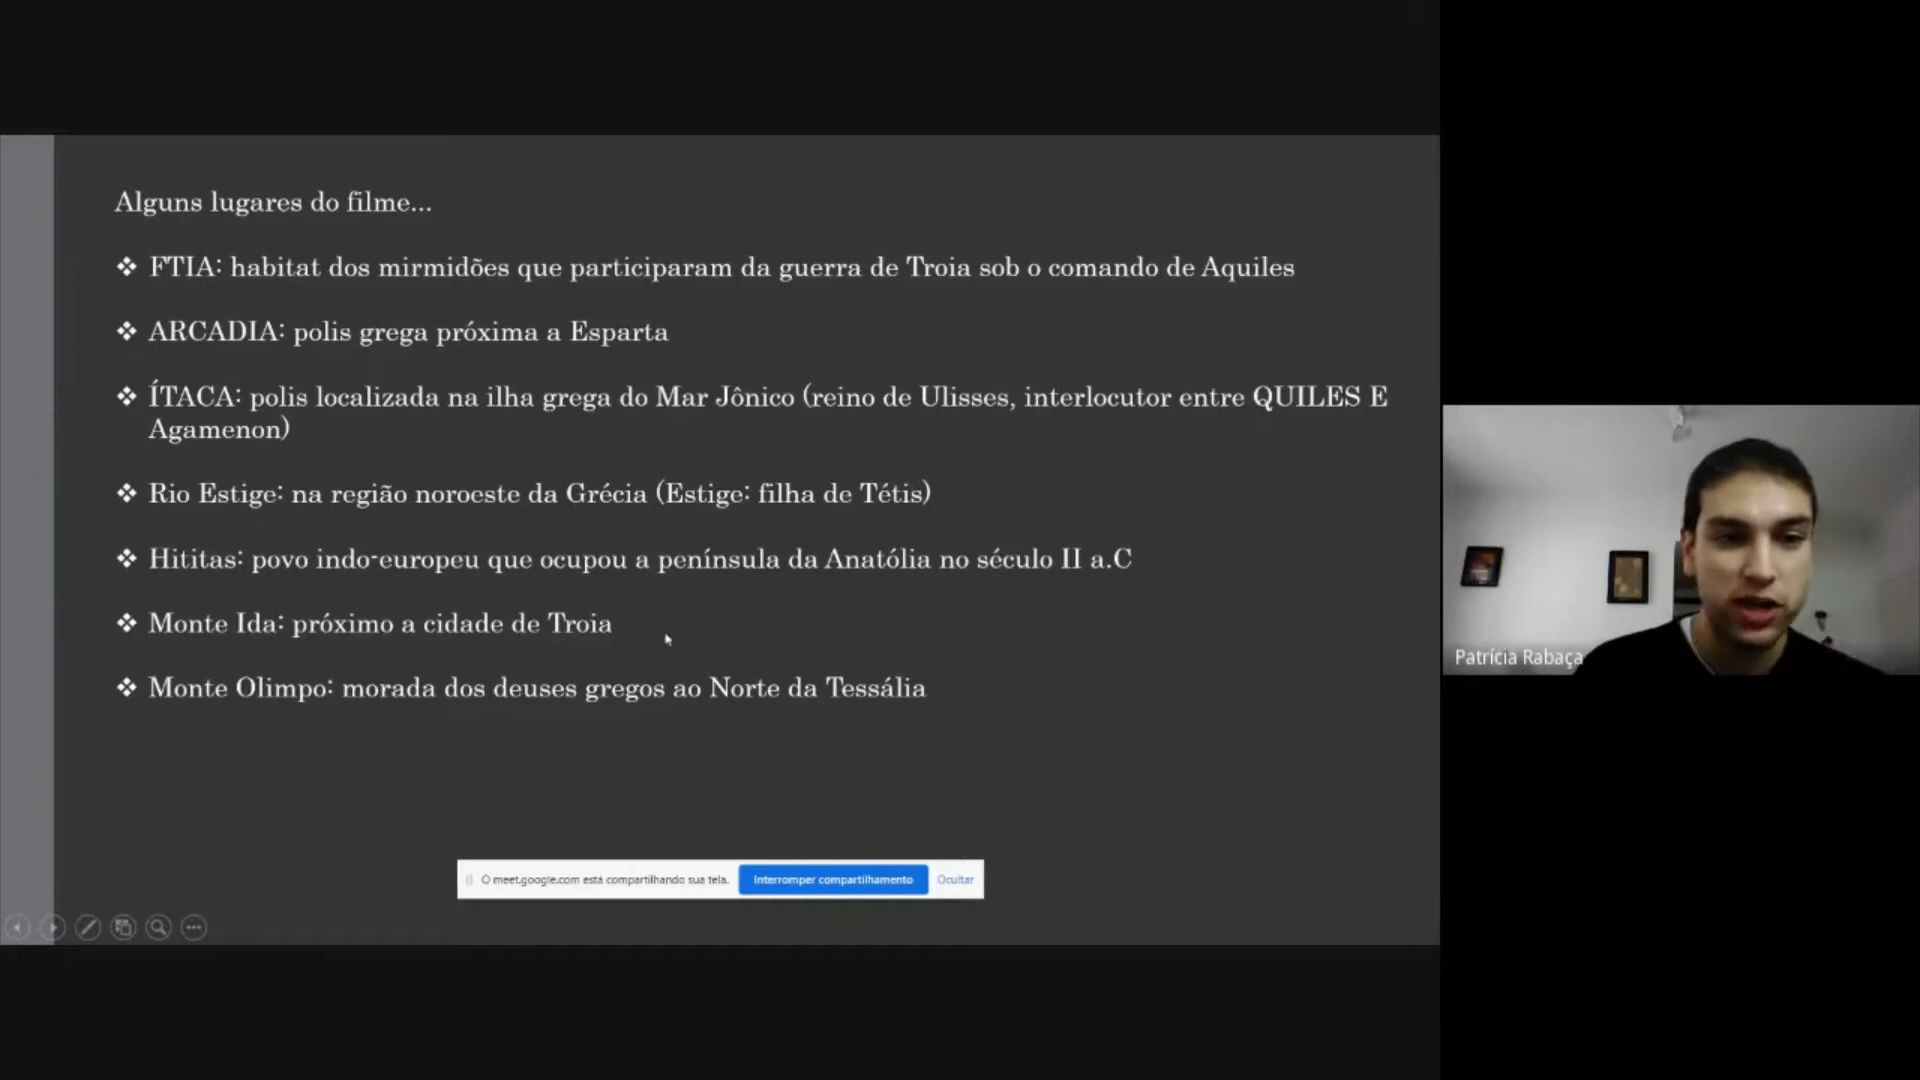 Alguns lugares do filme...
❖ FTIA: habitat dos mirmidões que participaram da guerra de Troia sob o comando de Aquiles
❖ ARCADIA: polis grega próxima a Esparta
❖ ÍTACA: polis localizada na ilha grega do Mar Jônico (reino de Ulisses, interlocutor entre QUILES E
Agamenon)
❖ Rio Estige: na região noroeste da Grécia (Estige: filha de Tétis)
❖ Hititas: povo indo-europeu que ocupou a península da Anatólia no século II a.C
❖ Monte Ida: próximo a cidade de Troia
❖ Monte Olimpo: morada dos deuses gregos ao Norte da Tessália
O meet.google.com está compartilhando sua tela. Interromper compartilhamento Ocultar
Patrícia Rabaça